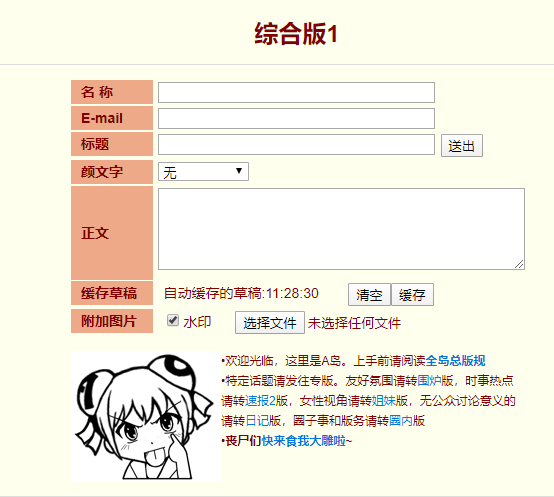 综合版1
名 称
E-mail
标题 送出
颜文字 无
正文
缓存草稿 自动缓存的草稿:11:28:30 清空 缓存
附加图片 水印 选择文件 未选择任何文件
•欢迎光临，这里是A岛。上手前请阅读全岛总版规
•特定话题请发往专版。友好氛围请转围炉版，时事热点
请转速报2版，女性视角请转姐妹版，无公众讨论意义的
请转日记版，圈子事和版务请转圈内版
•丧尸们快来食我大雕啦~